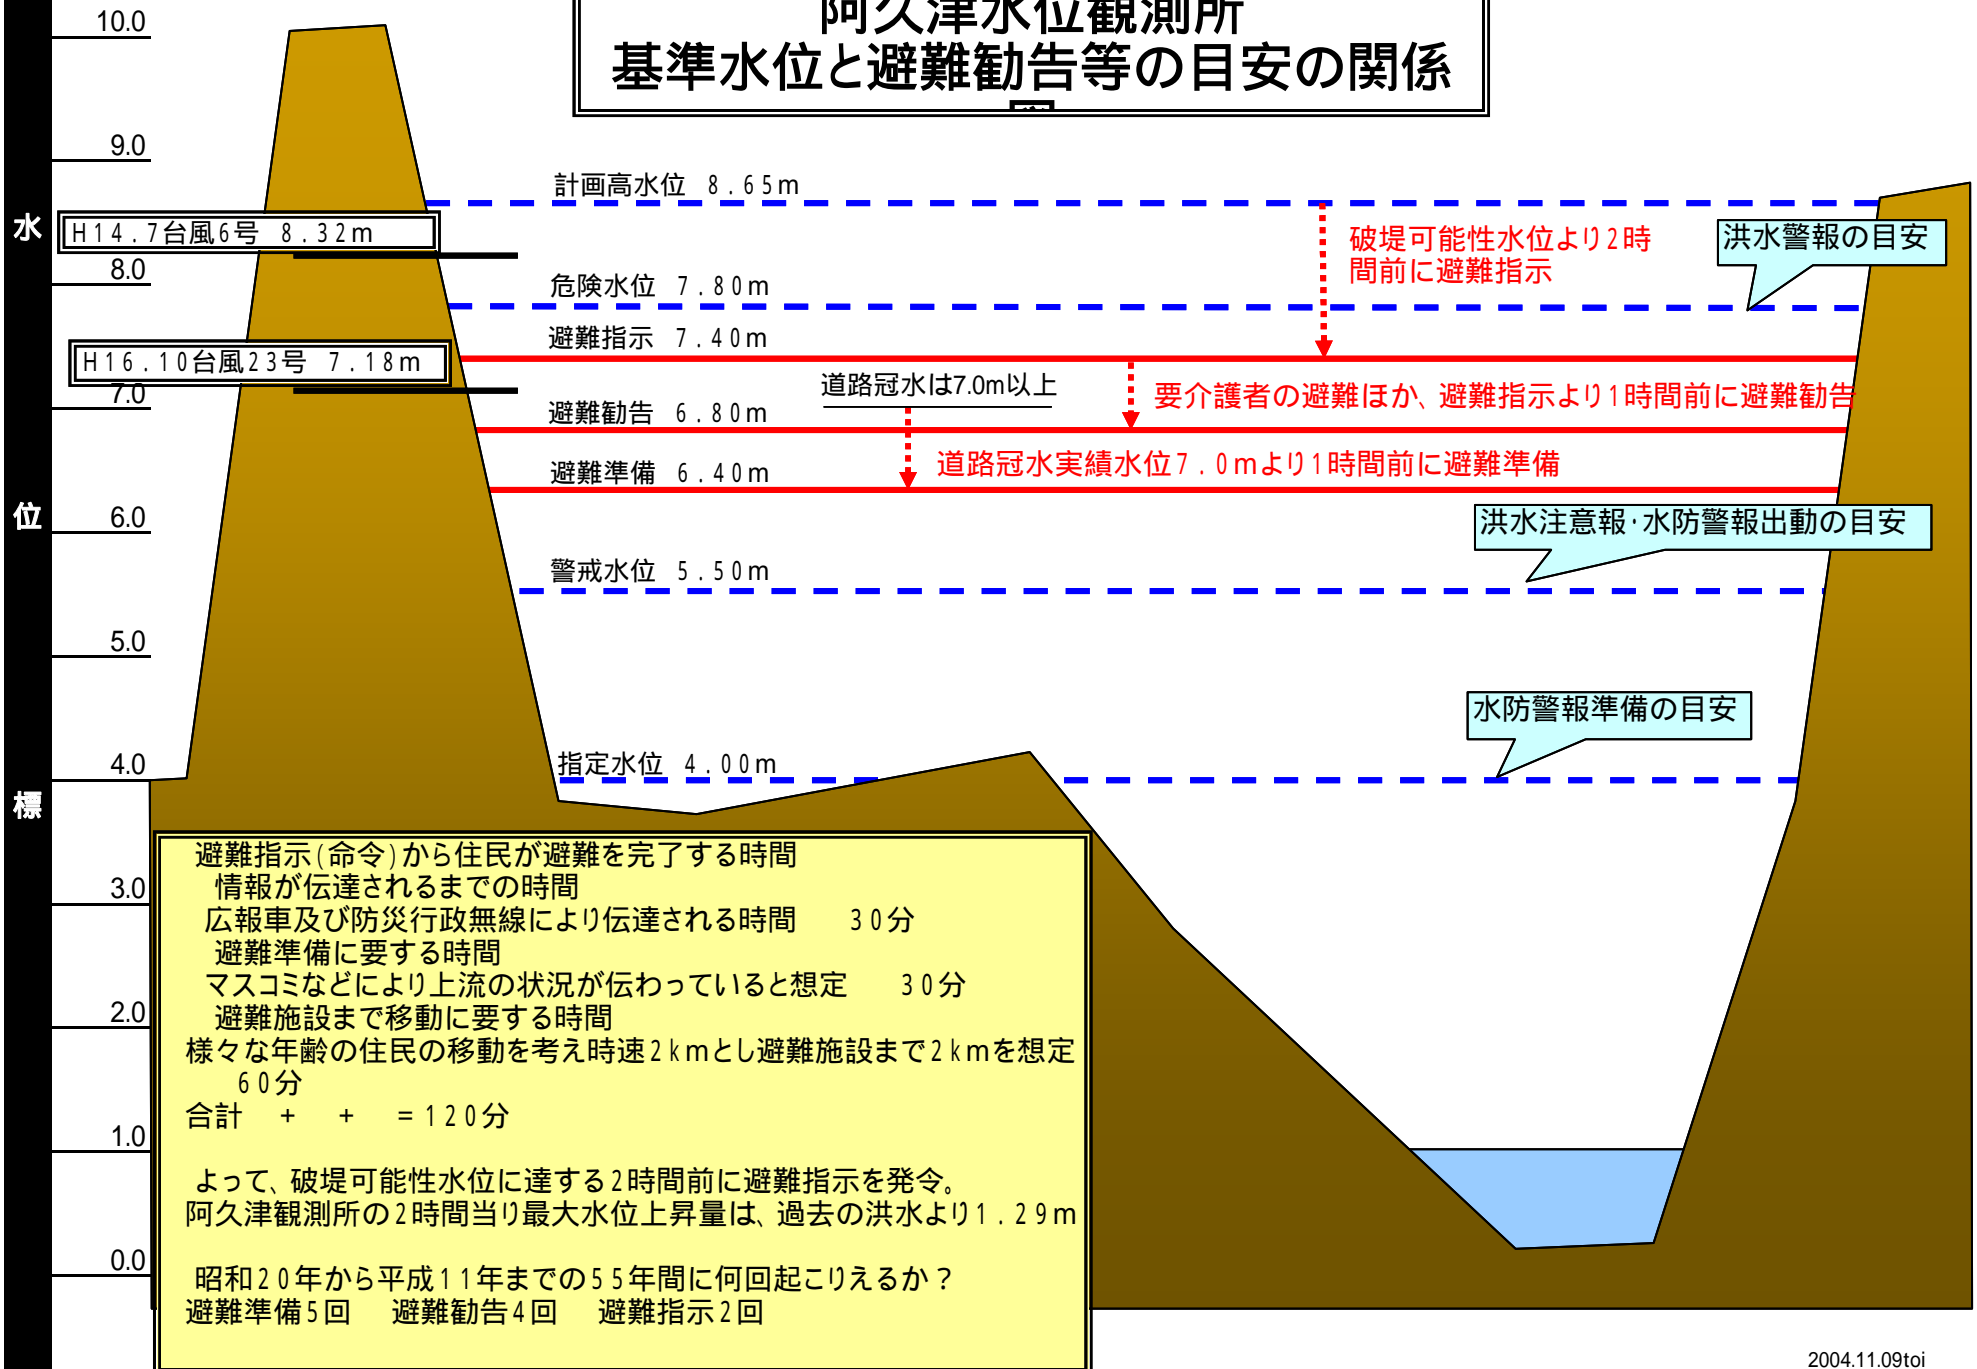 阿久津水位観測所
基準水位と避難勧告等の目安の関係
10.0
9.0
8.0
7.0
6.0
5.0
4.0
3.0
2.0
1.0
0.0
水
位
標
計画高水位 8.65m
H14.7台風6号 8.32m
破堤可能性水位より2時
間前に避難指示
洪水警報の目安
危険水位 7.80m
避難指示 7.40m
H16.10台風23号 7.18m
道路冠水は7.0m以上
要介護者の避難ほか、避難指示より1時間前に避難勧告
避難勧告 6.80m
道路冠水実績水位7.0mより1時間前に避難準備
避難準備 6.40m
洪水注意報・水防警報出動の目安
警戒水位 5.50m
水防警報準備の目安
指定水位 4.00m
避難指示(命令)から住民が避難を完了する時間
情報が伝達されるまでの時間
広報車及び防災行政無線により伝達される時間 30分
避難準備に要する時間
マスコミなどにより上流の状況が伝わっていると想定 30分
避難施設まで移動に要する時間
様々な年齢の住民の移動を考え時速2kmとし避難施設まで2kmを想定
60分
合計 + + =120分
よって、破堤可能性水位に達する2時間前に避難指示を発令。
阿久津観測所の2時間当り最大水位上昇量は、過去の洪水より1.29m
昭和20年から平成11年までの55年間に何回起こりえるか?
避難準備5回 避難勧告4回 避難指示2回
2004.11.09toi